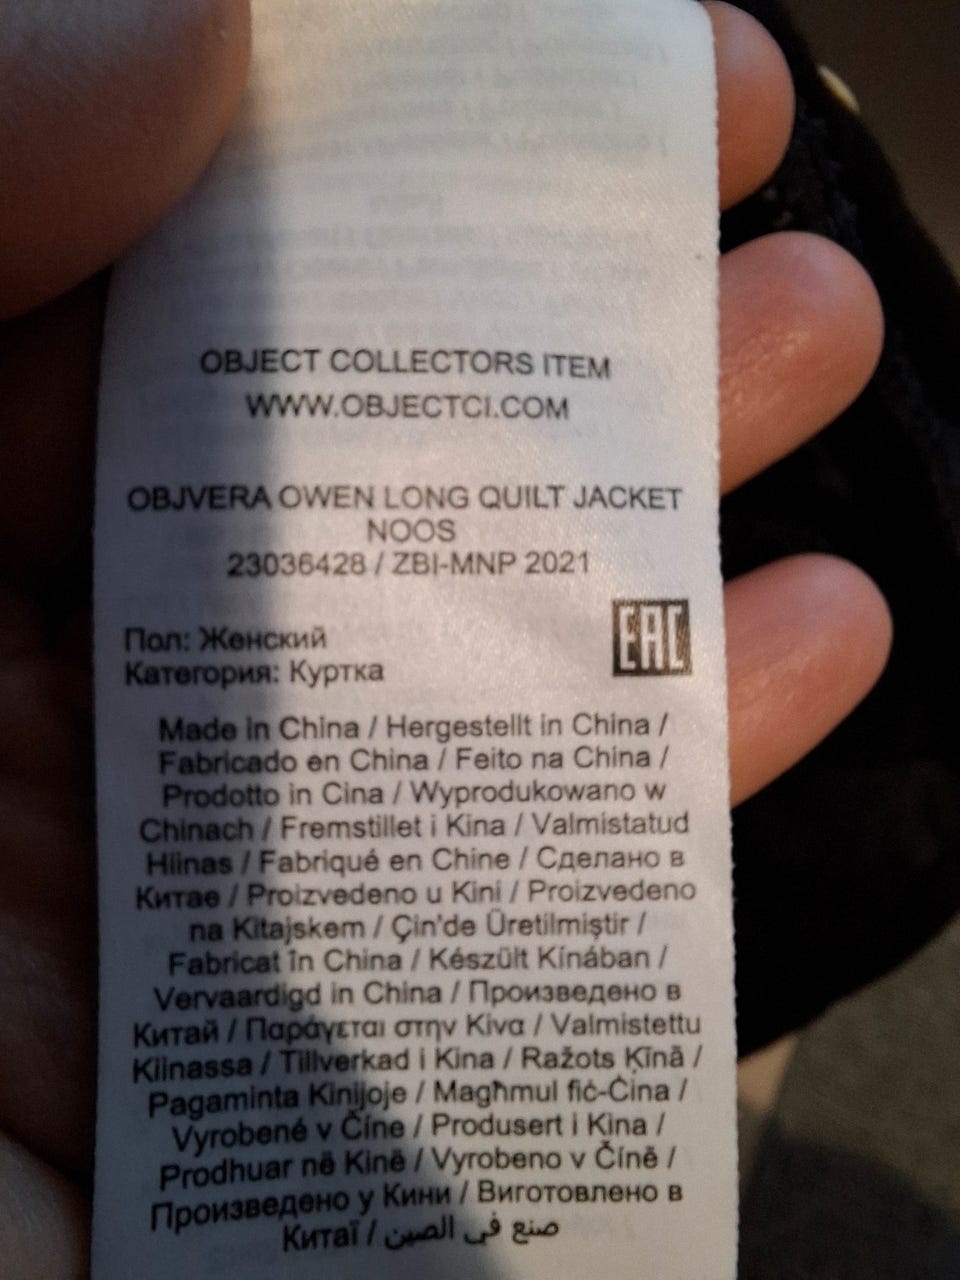 OBJECT COLLECTORS ITEM
WWW.OBJECTCI.COM
OBJVERA OWEN LONG QUILT JACKET
NOOS
23036428 / ZBI-MNP 2021
EAC
Пол: Женский
Категория: Куртка
Made in China / Hergestellt in China /
Fabricado en China / Feito na China /
Prodotto in Cina / Wyprodukowano w
Chinach / Fremstillet i Kina / Valmistatud
Hiinas / Fabriqué en Chine / Сделано в
Китае / Proizvedeno u Kini / Proizvedeno
na Kitajskem / Çin'de Üretilmiştir /
Fabricat în China / Készült Kínában /
Vervaardigd in China / Произведено в
Китай / Παράγεται στην Κίνα / Valmistettu
Kiinassa / Tillverkad i Kina / Ražots Ķīnā /
Pagaminta Kinijoje / Magħmul fiċ-Ċina /
Vyrobené v Číne / Produsert i Kina /
Prodhuar në Kinë / Vyrobeno v Číně /
Произведено у Кини / Виготовлено в
Китаї / صنع في الصين